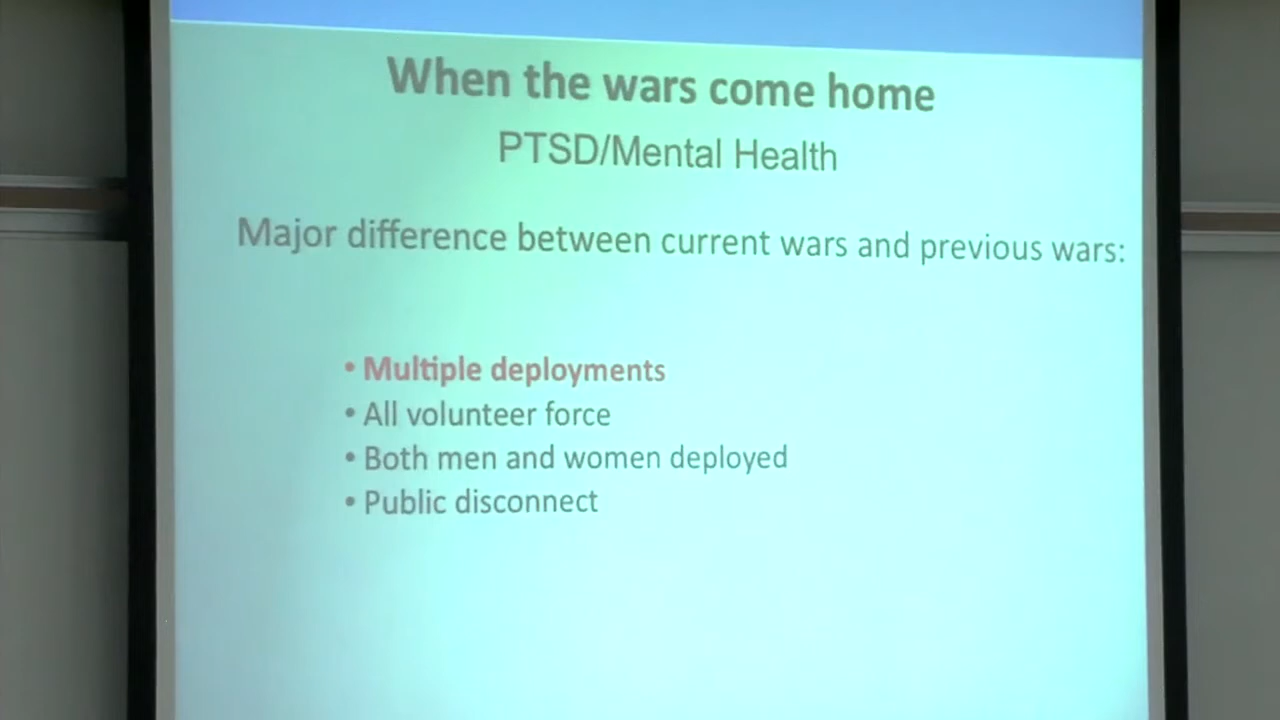 When the wars come home
PTSD/Mental Health
Major difference between current wars and previous wars:
• Multiple deployments
• All volunteer force
• Both men and women deployed
• Public disconnect